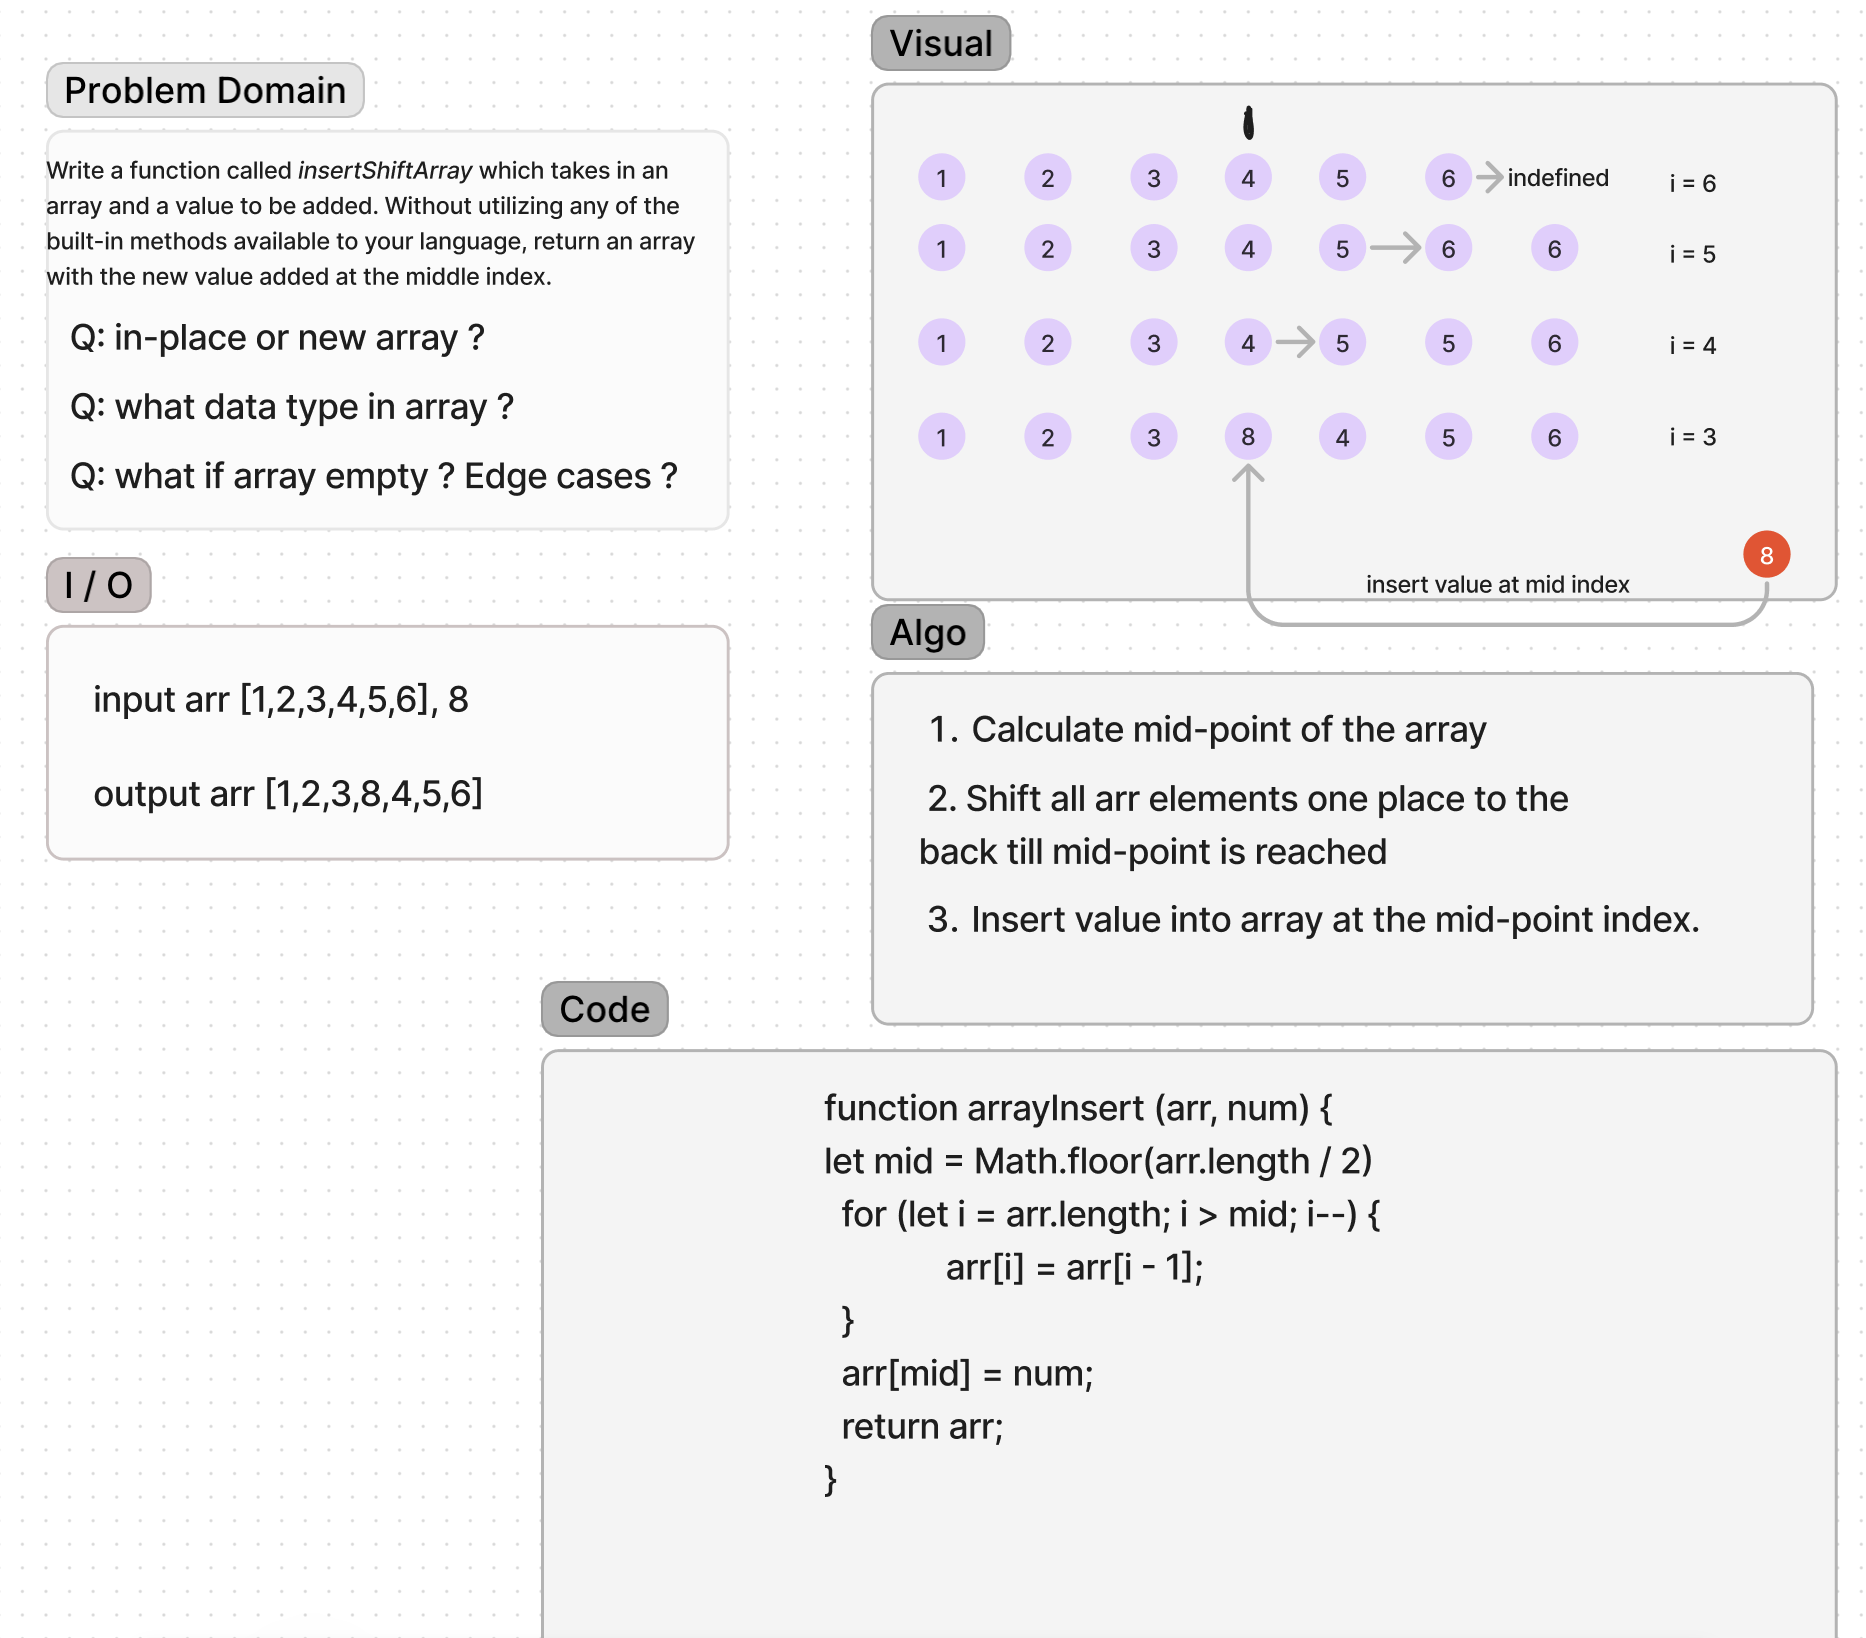 Problem Domain
Write a function called insertShiftArray which takes in an
array and a value to be added. Without utilizing any of the
built-in methods available to your language, return an array
with the new value added at the middle index.
Q: in-place or new array ?
Q: what data type in array ?
Q: what if array empty ? Edge cases ?
I / O
input arr [1,2,3,4,5,6], 8
output arr [1,2,3,8,4,5,6]
Visual
1 2 3 4 5 6 indefined i = 6
1 2 3 4 5 6 6 i = 5
1 2 3 4 5 5 6 i = 4
1 2 3 8 4 5 6 i = 3
8
insert value at mid index
Algo
1. Calculate mid-point of the array
2. Shift all arr elements one place to the
back till mid-point is reached
3. Insert value into array at the mid-point index.
Code
function arrayInsert (arr, num) {
let mid = Math.floor(arr.length / 2)
for (let i = arr.length; i > mid; i--) {
arr[i] = arr[i - 1];
}
arr[mid] = num;
return arr;
}